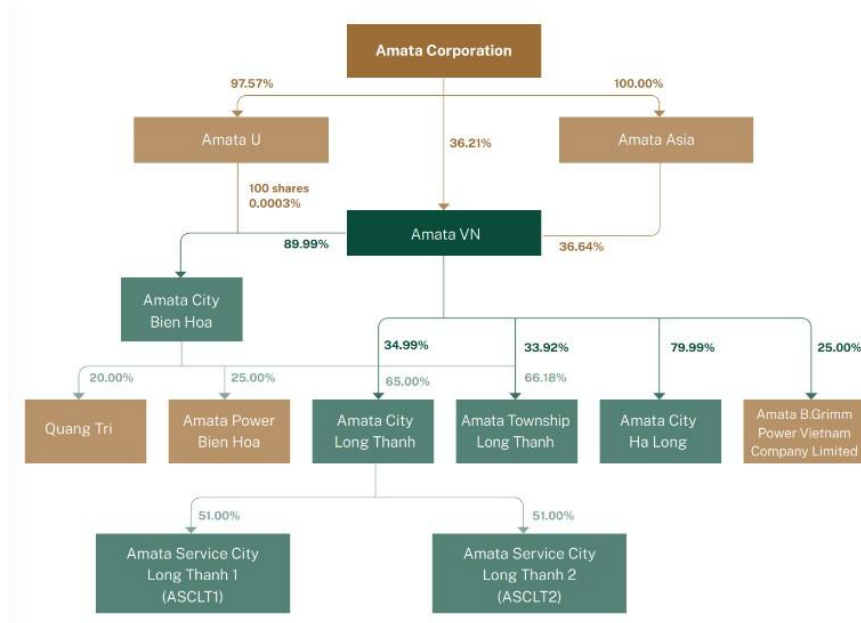 Amata Corporation
97.57%
100.00%
Amata U
36.21%
Amata Asia
100 shares
0.0003%
Amata VN
89.99%
36.64%
Amata City
Bien Hoa
34.99%
33.92%
79.99%
25.00%
20.00%
25.00%
65.00%
66.18%
Quang Tri
Amata Power
Bien Hoa
Amata City
Long Thanh
Amata Township
Long Thanh
Amata City
Ha Long
Amata B.Grimm
Power Vietnam
Company Limited
51.00%
51.00%
Amata Service City
Long Thanh 1
(ASCLT1)
Amata Service City
Long Thanh 2
(ASCLT2)